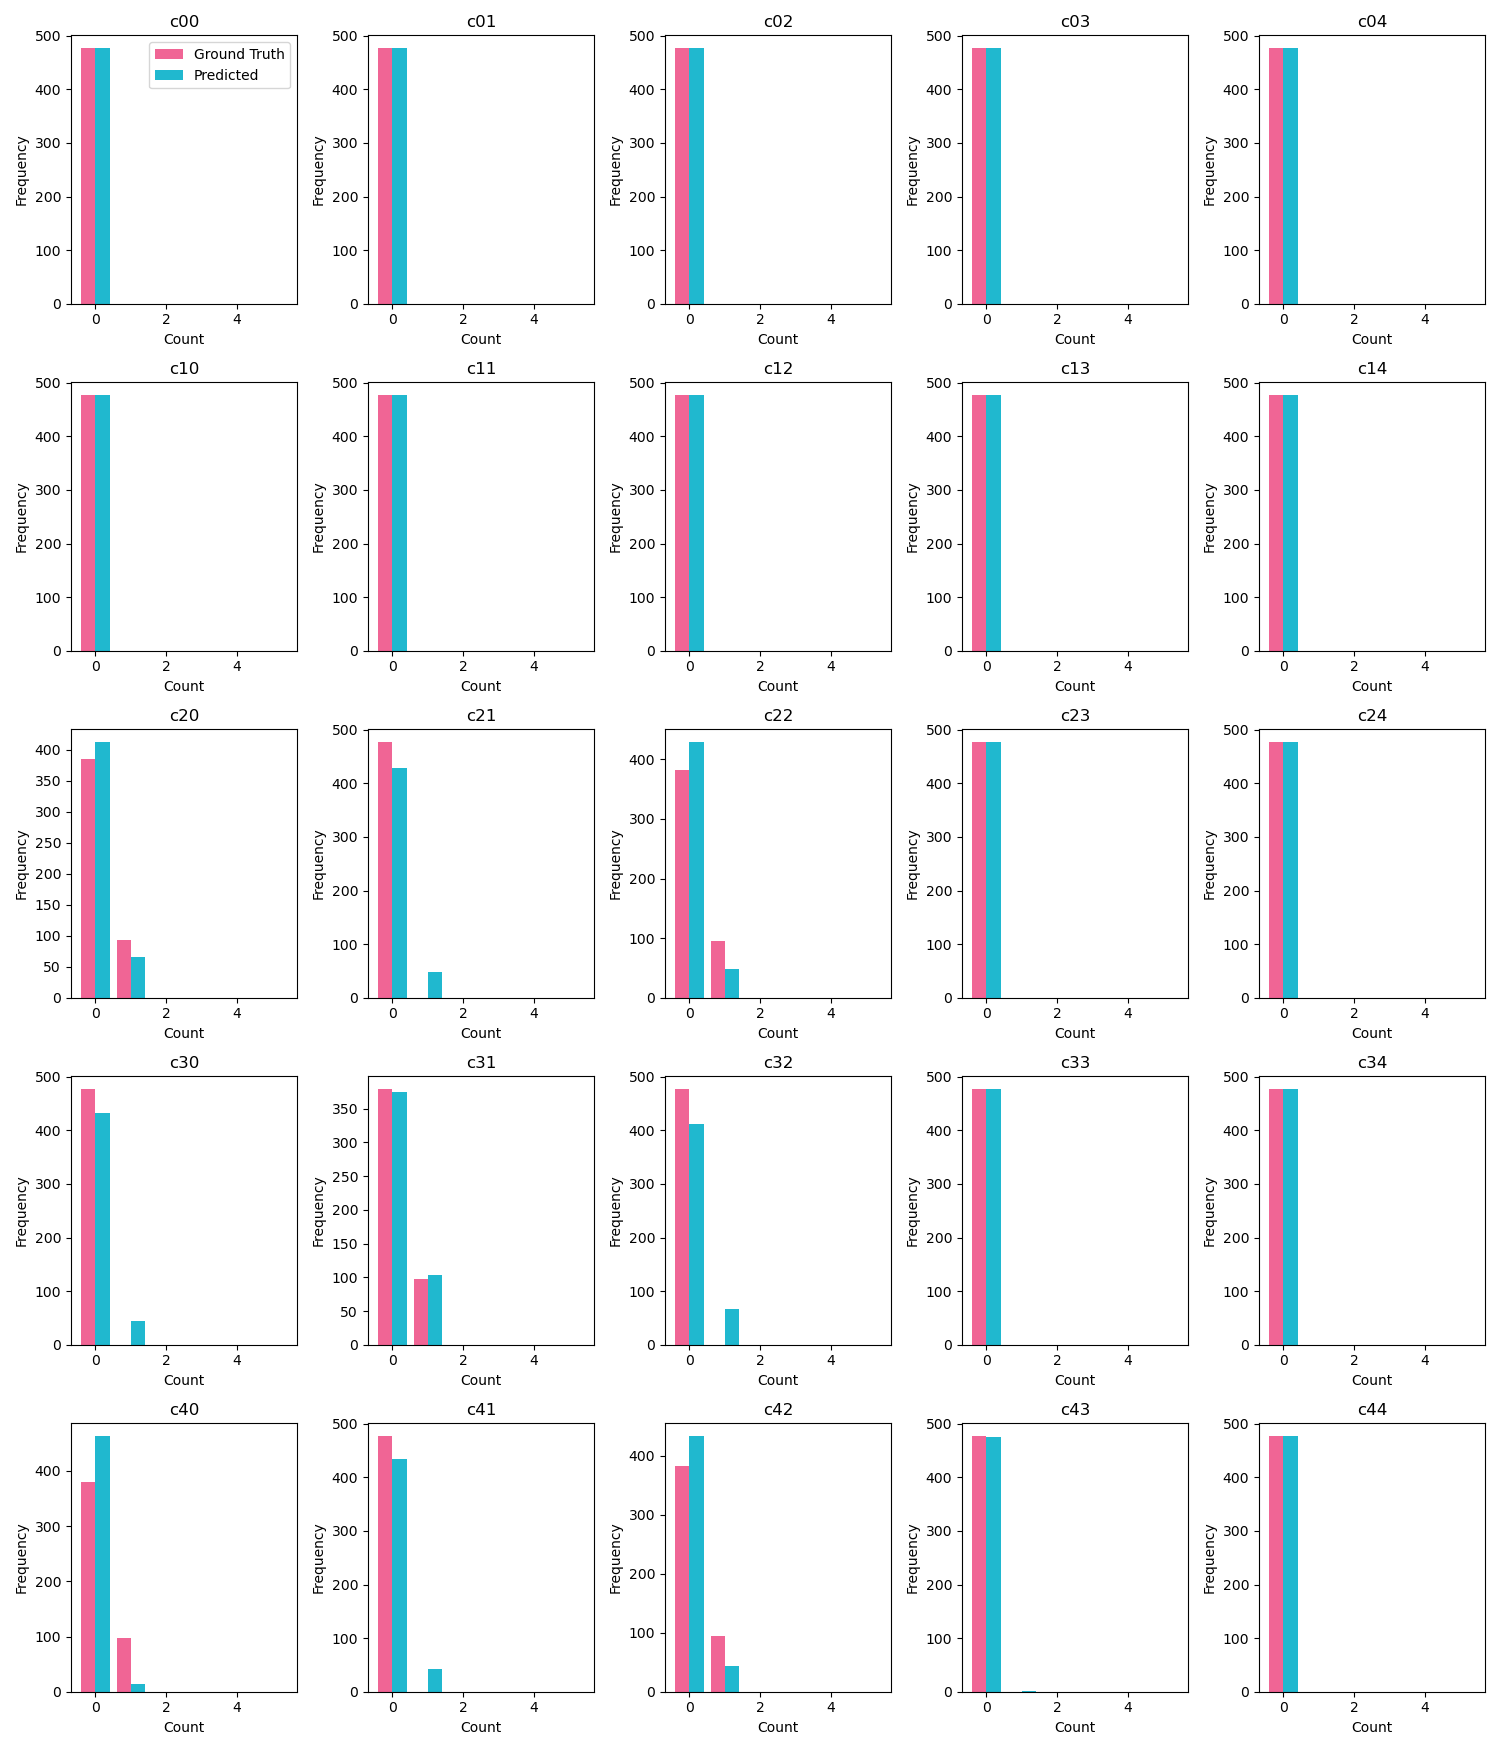 c00 c01 c02 c03 c04
Ground Truth
Predicted
500 500 500 500 500
400 400 400 400 400
300 300 300 300 300
Frequency Frequency Frequency Frequency Frequency
200 200 200 200 200
100 100 100 100 100
0 0 0 0 0
0 2 4 0 2 4 0 2 4 0 2 4 0 2 4
Count Count Count Count Count
c10 c11 c12 c13 c14
500 500 500 500 500
400 400 400 400 400
300 300 300 300 300
Frequency Frequency Frequency Frequency Frequency
200 200 200 200 200
100 100 100 100 100
0 0 0 0 0
0 2 4 0 2 4 0 2 4 0 2 4 0 2 4
Count Count Count Count Count
c20 c21 c22 c23 c24
400 350 300 250 200 150 100 50 0
Frequency
0 2 4
Count
500 400 300 200 100 0
Frequency
0 2 4
Count
400 300 200 100 0
Frequency
0 2 4
Count
500 400 300 200 100 0
Frequency
0 2 4
Count
500 400 300 200 100 0
Frequency
0 2 4
Count
c30 c31 c32 c33 c34
500 400 300 200 100 0
Frequency
0 2 4
Count
350 300 250 200 150 100 50 0
Frequency
0 2 4
Count
500 400 300 200 100 0
Frequency
0 2 4
Count
500 400 300 200 100 0
Frequency
0 2 4
Count
500 400 300 200 100 0
Frequency
0 2 4
Count
c40 c41 c42 c43 c44
400 300 200 100 0
Frequency
0 2 4
Count
500 400 300 200 100 0
Frequency
0 2 4
Count
400 300 200 100 0
Frequency
0 2 4
Count
500 400 300 200 100 0
Frequency
0 2 4
Count
500 400 300 200 100 0
Frequency
0 2 4
Count